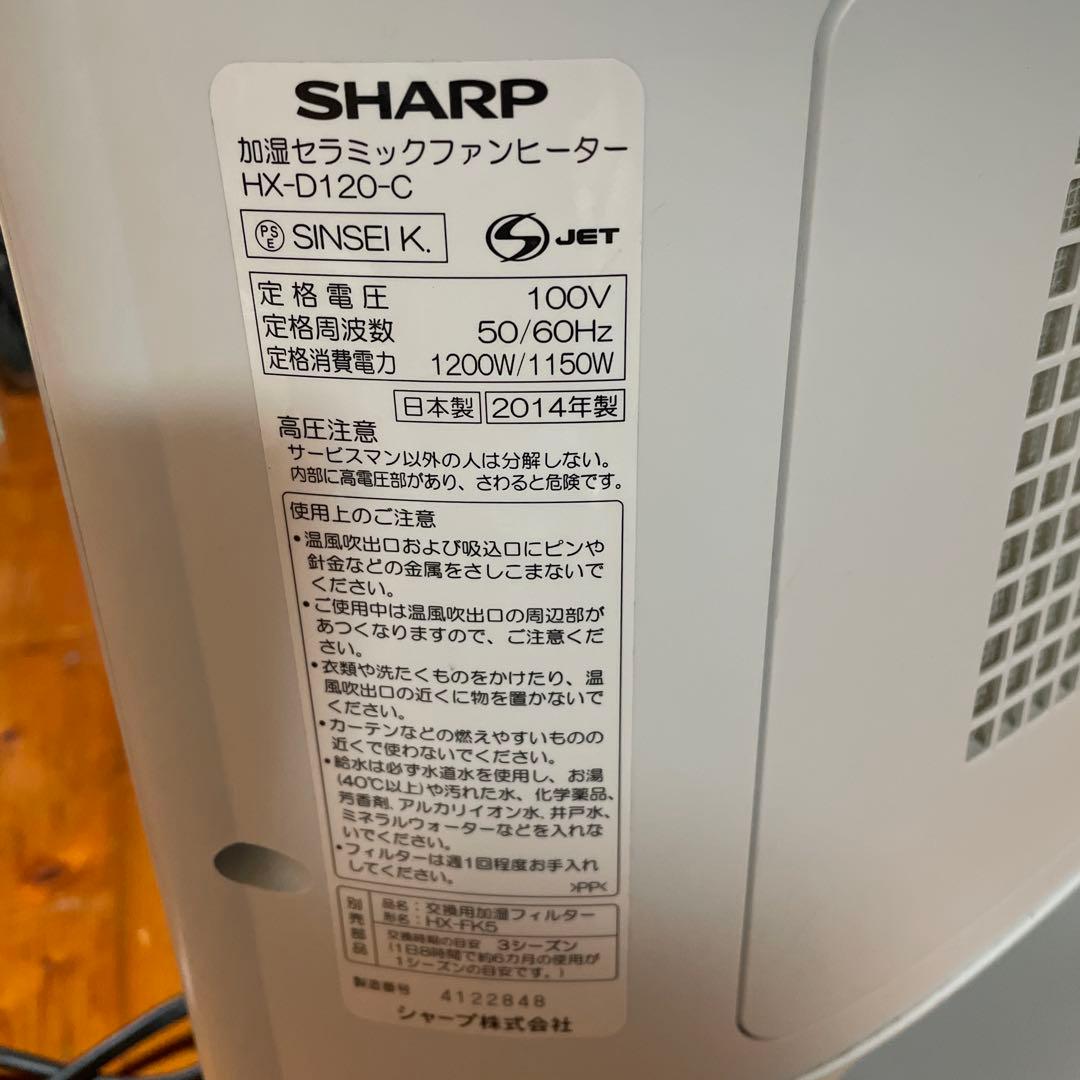 SHARP
加湿セラミックファンヒーター
HX-D120-C
PSE SINSEI K.
S JET
定格電圧 100V
定格周波数 50/60Hz
定格消費電力 1200W/1150W
日本製 2014年製
高圧注意
サービスマン以外の人は分解しない。
内部に高電圧部があり、さわると危険です。
使用上のご注意
•温風吹出口および吸込口にピンや
針金などの金属をさしこまないで
ください。
•ご使用中は温風吹出口の周辺部が
あつくなりますので、ご注意くだ
さい。
•衣類や洗たくものをかけたり、温
風吹出口の近くに物を置かないで
ください。
•カーテンなどの燃えやすいものの
近くで使わないでください。
•給水は必ず水道水を使用し、お湯
(40℃以上)や汚れた水、化学薬品、
芳香剤、アルカリイオン水、井戸水、
ミネラルウォーターなどを入れな
いでください。
•フィルターは週1回程度お手入れ
してください。
>PP<
別売部品
品名：交換用加湿フィルター
形名：HX-FK5
交換時期の目安 3シーズン
(1日8時間で約6カ月の使用が
1シーズンの目安です。)
製造番号 4122848
シャープ株式会社